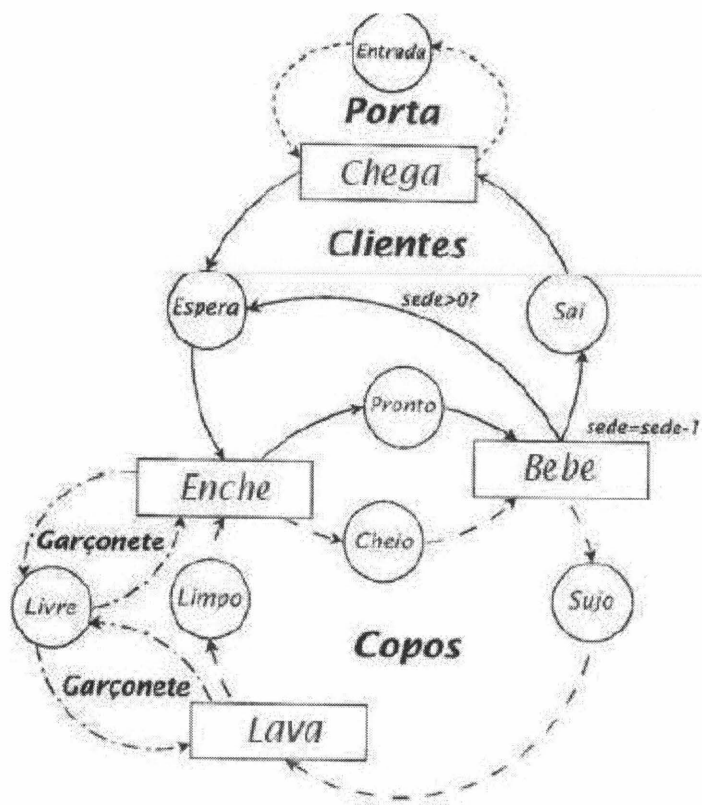 Entrada
Porta
Chega
Clientes
Espera
sede>0?
Sai
Pronto
sede=sede-1
Enche
Bebe
Garçonete
Cheio
Livre
Limpo
Sujo
Copos
Garçonete
Lava